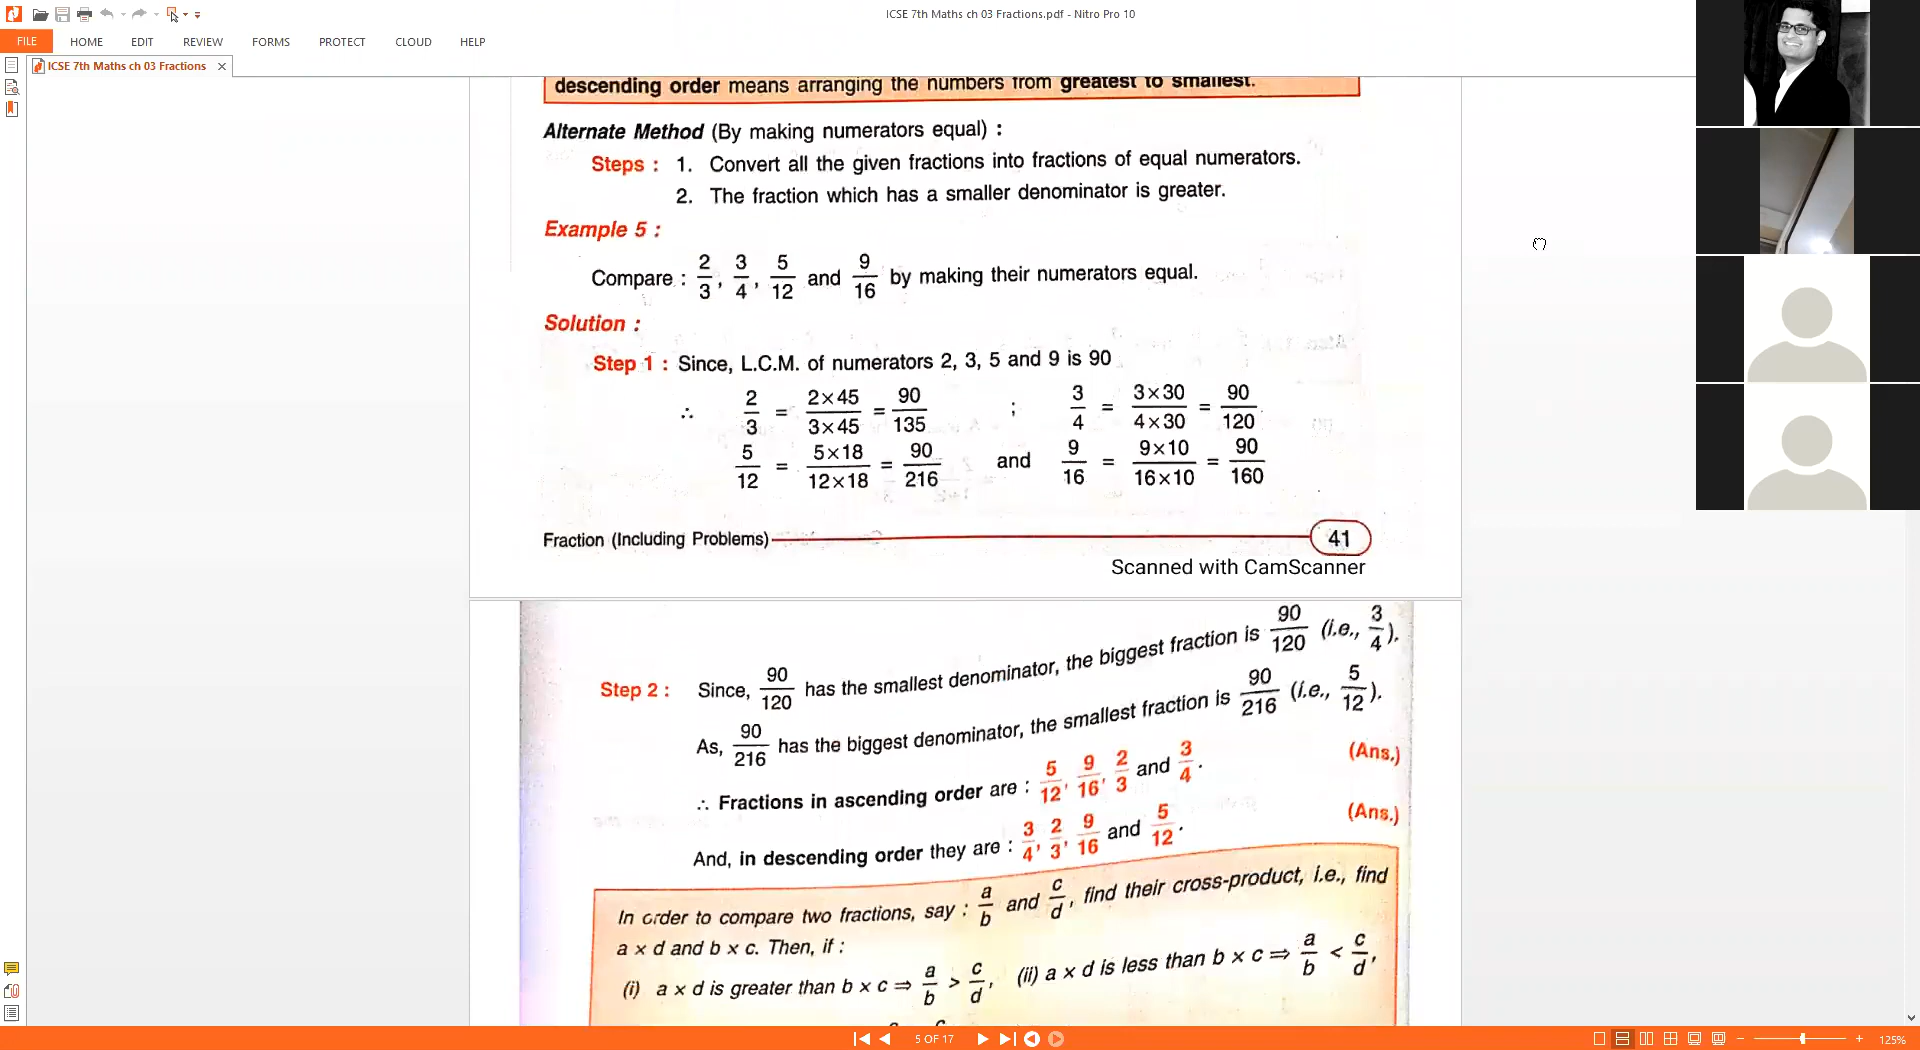 ICSE 7th Maths ch 03 Fractions.pdf - Nitro Pro 10
FILE HOME EDIT REVIEW FORMS PROTECT CLOUD HELP
ICSE 7th Maths ch 03 Fractions
descending order means arranging the numbers from greatest to smallest.
Alternate Method (By making numerators equal) :
Steps : 1. Convert all the given fractions into fractions of equal numerators.
2. The fraction which has a smaller denominator is greater.
Example 5 :
Compare : 2/3, 3/4, 5/12 and 9/16 by making their numerators equal.
Solution :
Step 1 : Since, L.C.M. of numerators 2, 3, 5 and 9 is 90
∴ 2/3 = 2×45/3×45 = 90/135 ; 3/4 = 3×30/4×30 = 90/120
5/12 = 5×18/12×18 = 90/216 and 9/16 = 9×10/16×10 = 90/160
Fraction (Including Problems) 41
Scanned with CamScanner
Step 2 : Since, 90/120 has the smallest denominator, the biggest fraction is 90/120 (i.e., 3/4).
As, 90/216 has the biggest denominator, the smallest fraction is 90/216 (i.e., 5/12).
∴ Fractions in ascending order are : 5/12, 9/16, 2/3 and 3/4. (Ans.)
And, in descending order they are : 3/4, 2/3, 9/16 and 5/12. (Ans.)
In order to compare two fractions, say : a/b and c/d, find their cross-product, i.e., find
a × d and b × c. Then, if :
(i) a × d is greater than b × c ⇒ a/b > c/d, (ii) a × d is less than b × c ⇒ a/b < c/d,
5 OF 17
125%